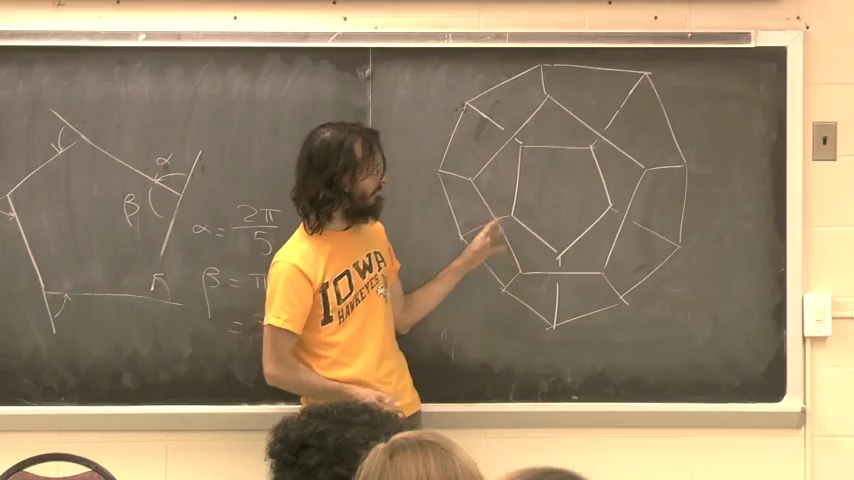 α
β
α = 2π/5
β = π
=
IOWA
HAWKEYES